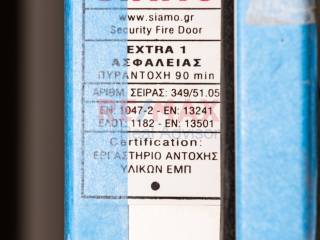 www.siamo.gr
Security Fire Door
EXTRA 1
ΑΣΦΑΛΕΙΑΣ
ΠΥΡΑΝΤΟΧΗ 90 min
ΑΡΙΘΜ. ΣΕΙΡΑΣ: 349/51.05
EN: 1047-2 - EN: 13241
ΕΛΟΤ: 1182 - EN: 13501
Certification:
ΕΡΓΑΣΤΗΡΙΟ ΑΝΤΟΧΗΣ
ΥΛΙΚΩΝ ΕΜΠ